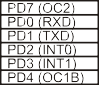 PD7 (OC2)
PD0 (RXD)
PD1 (TXD)
PD2 (INT0)
PD3 (INT1)
PD4 (OC1B)